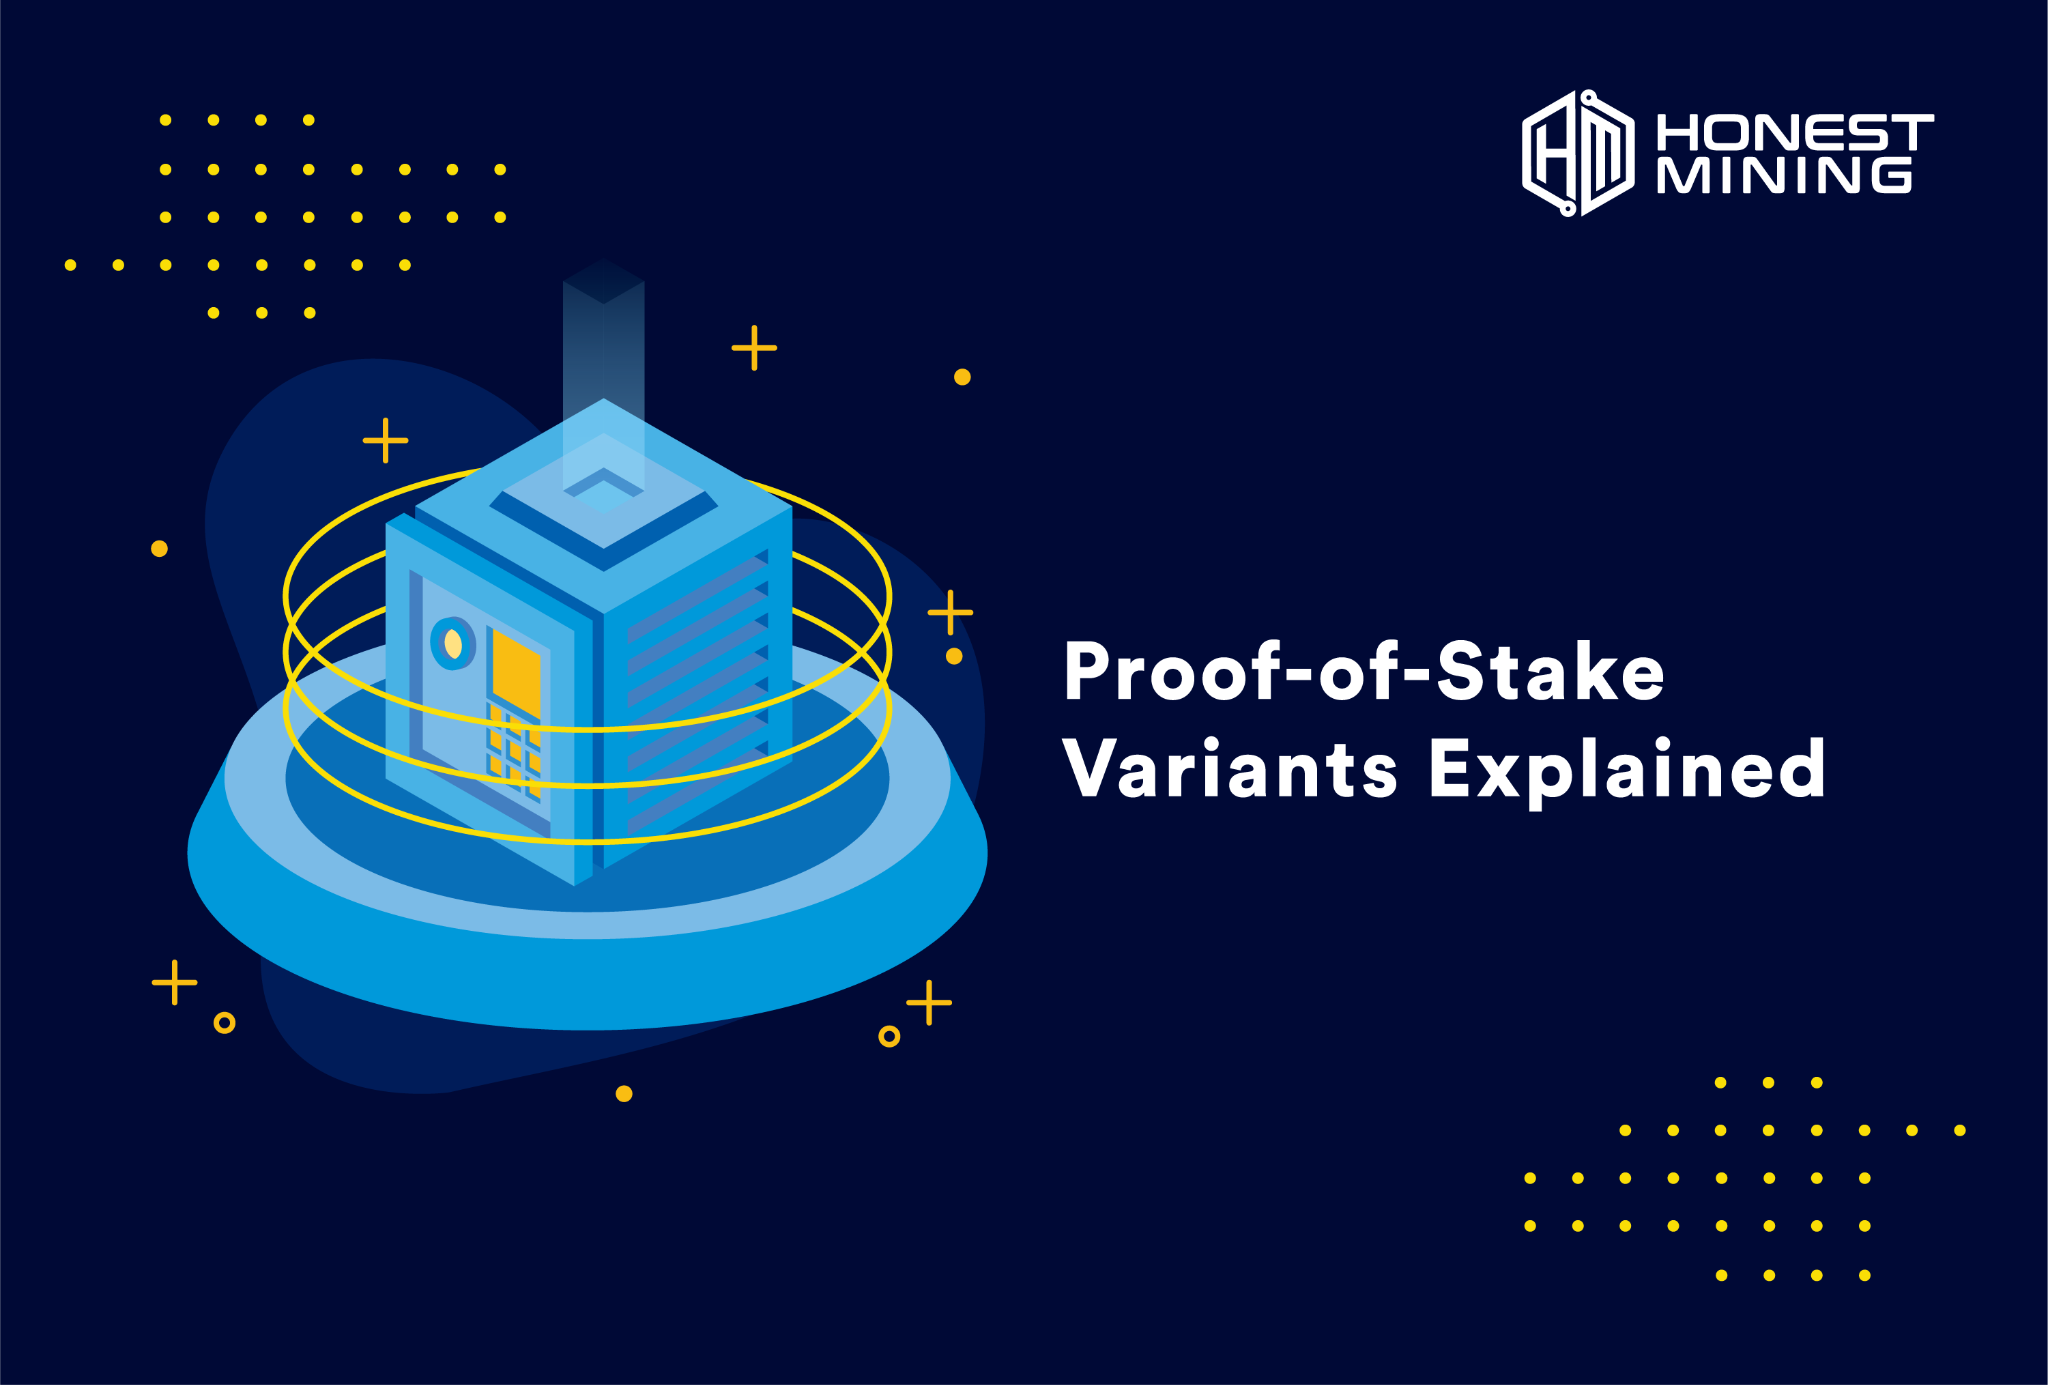 HONEST
MINING
Proof-of-Stake
Variants Explained